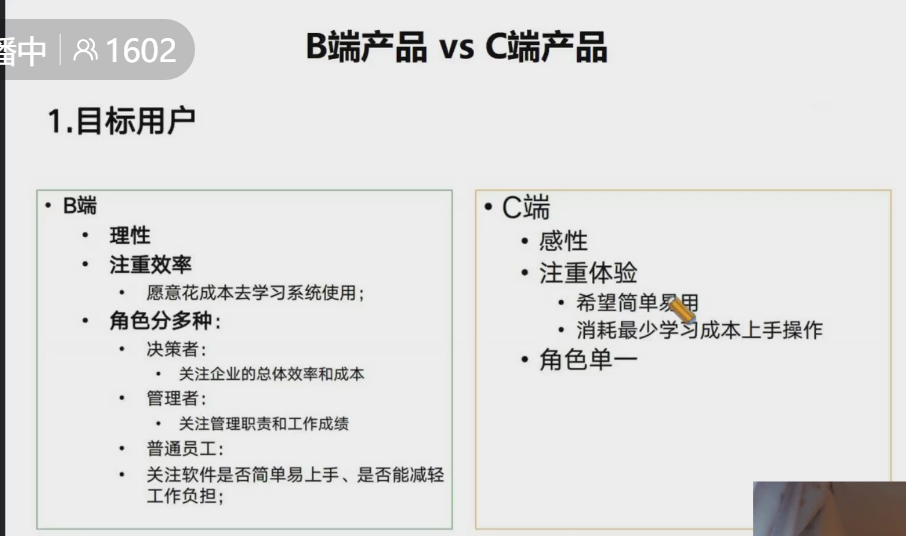 播中 1602
B端产品 vs C端产品
1.目标用户
• B端
• 理性
• 注重效率
• 愿意花成本去学习系统使用；
• 角色分多种：
• 决策者：
• 关注企业的总体效率和成本
• 管理者：
• 关注管理职责和工作成绩
• 普通员工：
• 关注软件是否简单易上手、是否能减轻
工作负担；
• C端
• 感性
• 注重体验
• 希望简单易用
• 消耗最少学习成本上手操作
• 角色单一